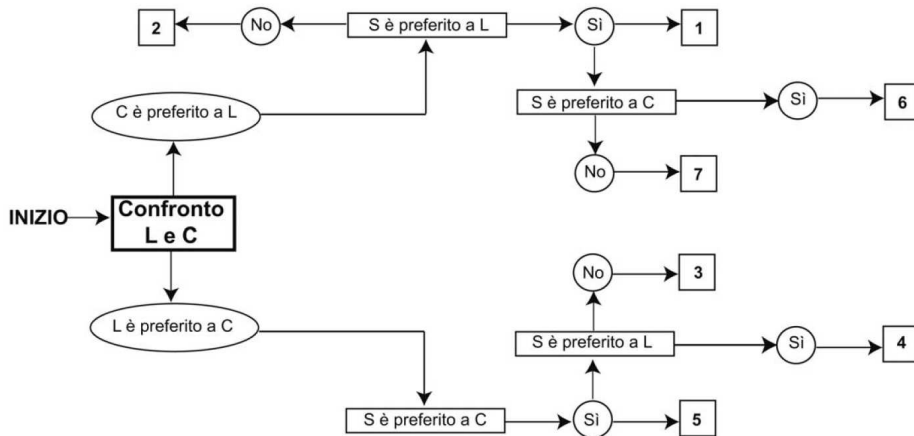 2
No
S è preferito a L
Sì
1
C è preferito a L
S è preferito a C
Sì
6
No
7
INIZIO
Confronto
L e C
No
3
L è preferito a C
S è preferito a L
Sì
4
S è preferito a C
Sì
5